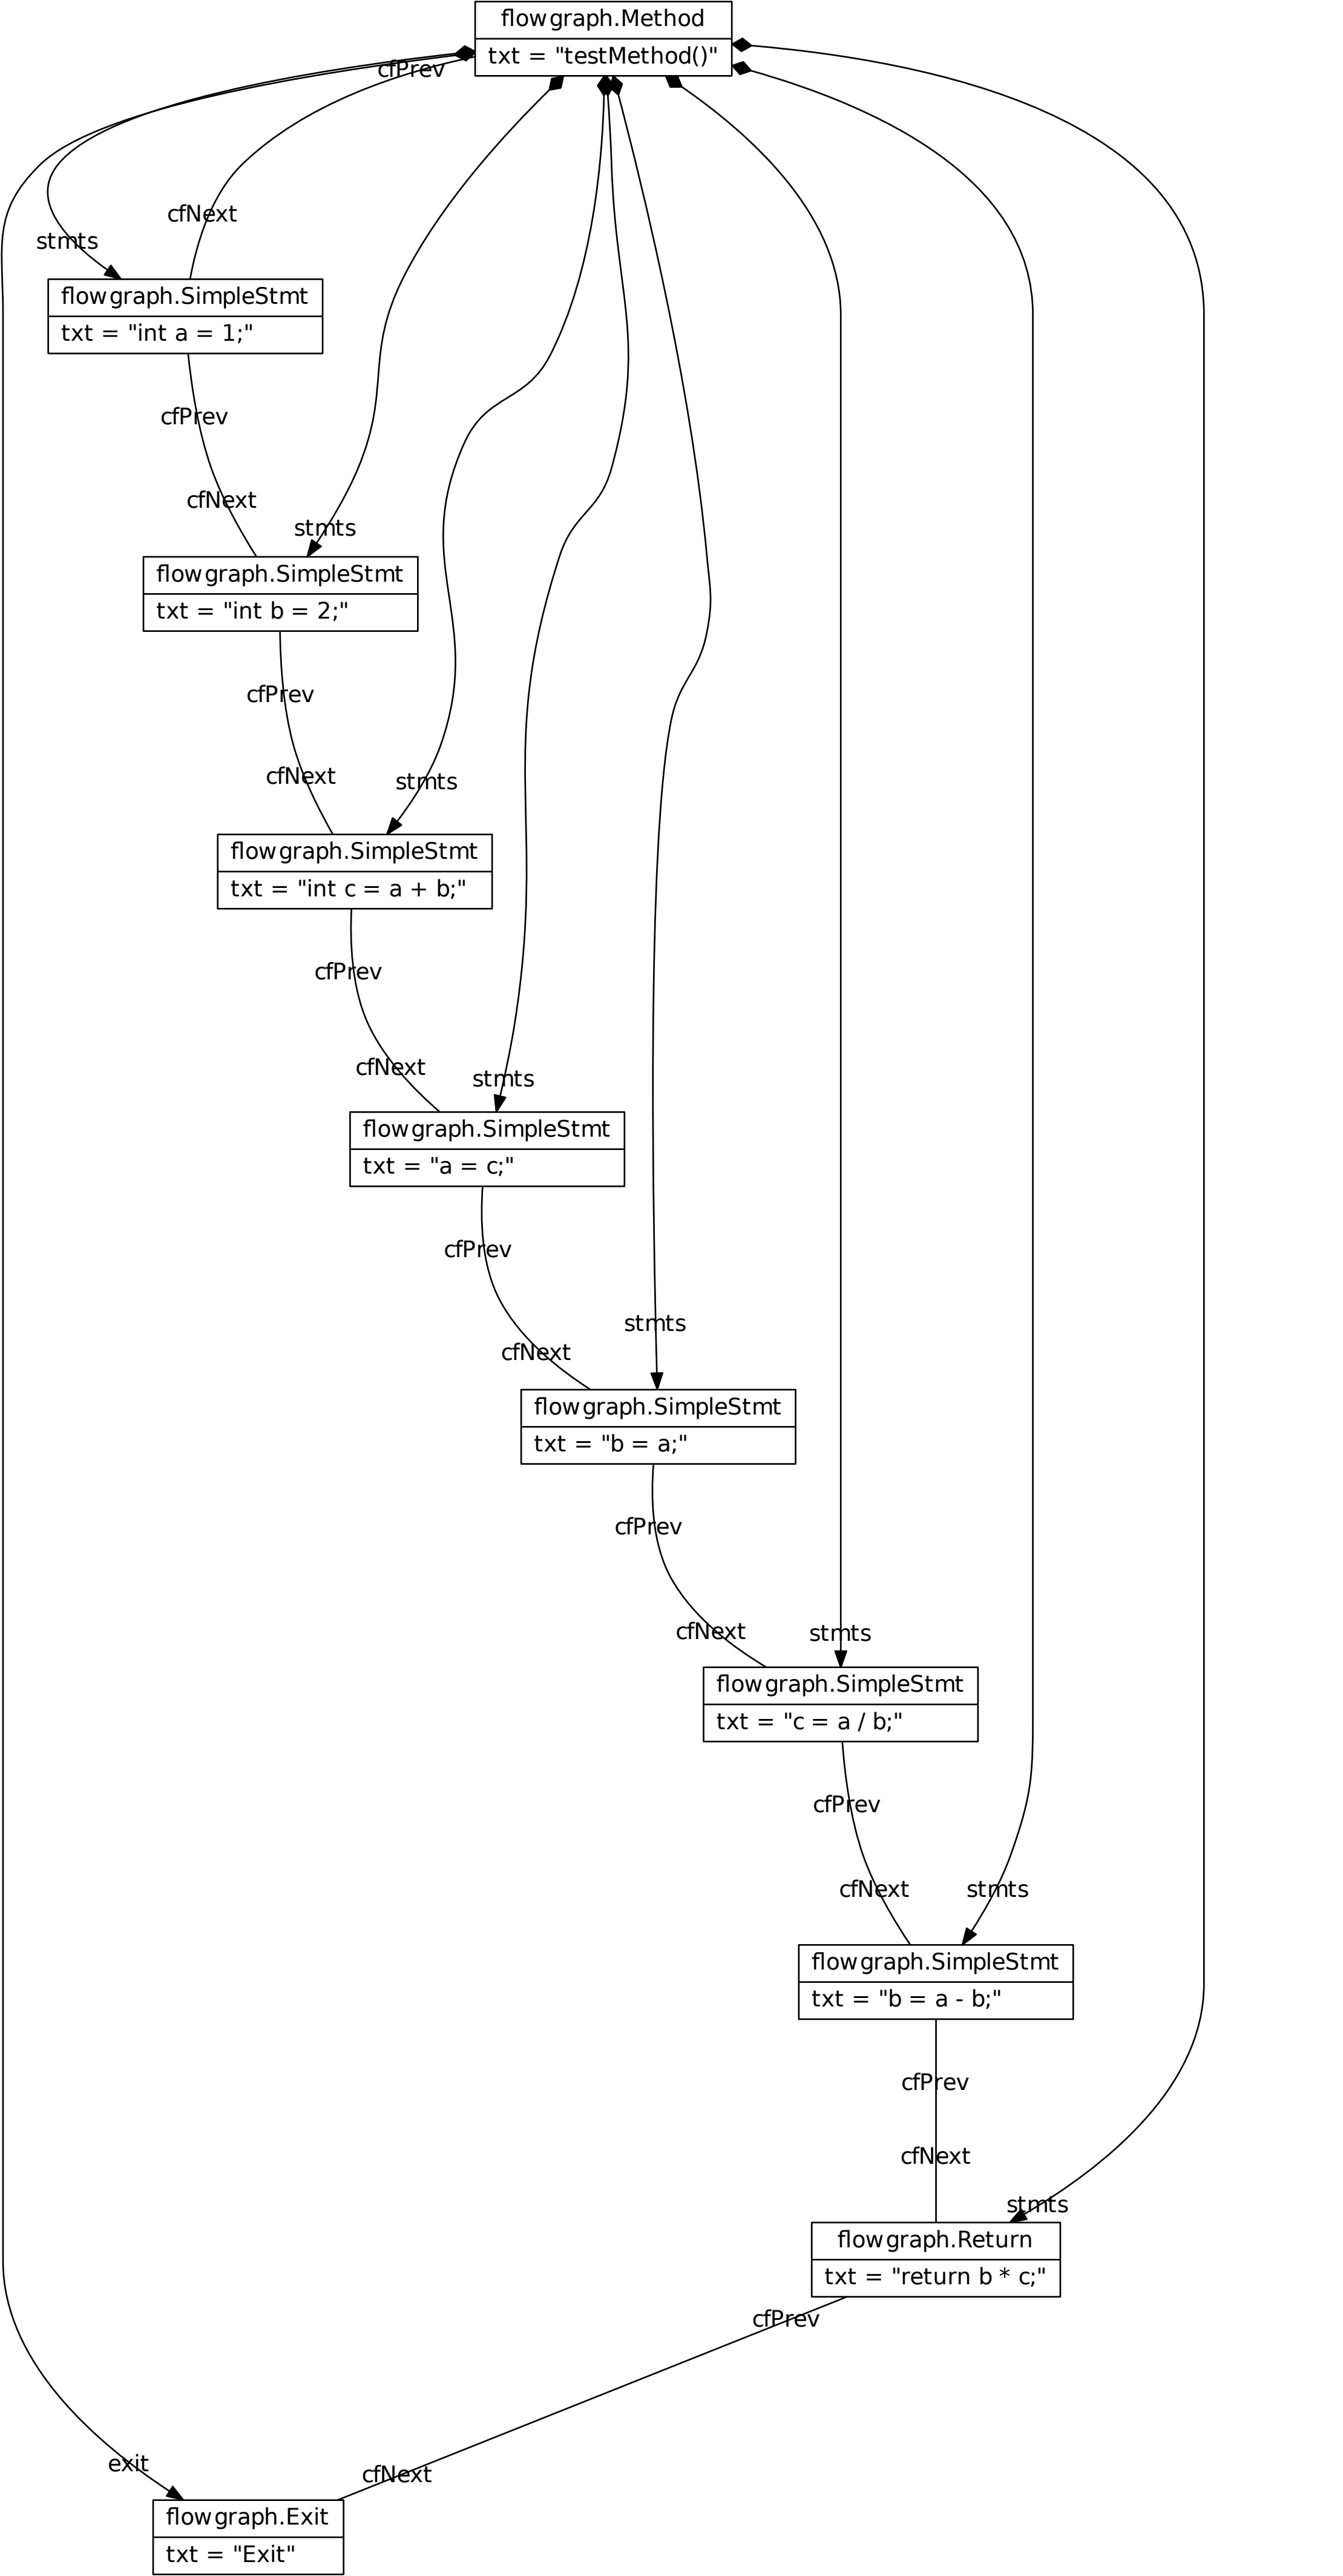 flowgraph.Method
txt = "testMethod()"
cfPrev
cfNext
stmts
flowgraph.SimpleStmt
txt = "int a = 1;"
cfPrev
cfNext
stmts
flowgraph.SimpleStmt
txt = "int b = 2;"
cfPrev
cfNext
stmts
flowgraph.SimpleStmt
txt = "int c = a + b;"
cfPrev
cfNext
stmts
flowgraph.SimpleStmt
txt = "a = c;"
cfPrev
stmts
cfNext
flowgraph.SimpleStmt
txt = "b = a;"
cfPrev
cfNext
stmts
flowgraph.SimpleStmt
txt = "c = a / b;"
cfPrev
cfNext
stmts
flowgraph.SimpleStmt
txt = "b = a - b;"
cfPrev
cfNext
stmts
flowgraph.Return
txt = "return b * c;"
cfPrev
exit
cfNext
flowgraph.Exit
txt = "Exit"